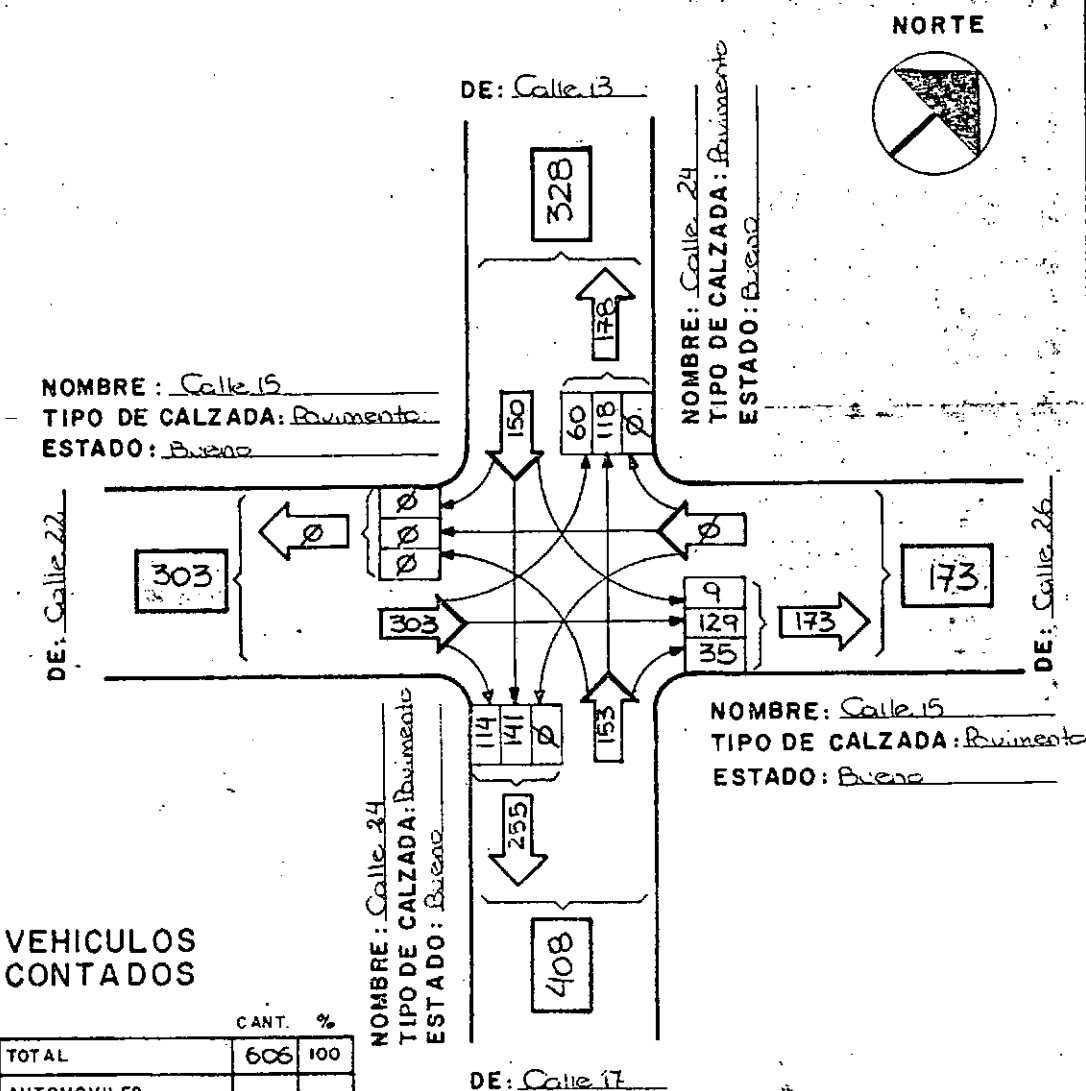 NORTE
DE: Calle 13
328
178
NOMBRE: Calle 24
TIPO DE CALZADA: Pavimento
ESTADO: Bueno
NOMBRE: Calle 15
TIPO DE CALZADA: Pavimento
ESTADO: Bueno
150
60 118 Ø
DE: Calle 22
303
Ø
Ø
Ø
Ø
303
Ø
9
129
35
173
173
DE: Calle 26
114 141 Ø
153
255
408
NOMBRE: Calle 15
TIPO DE CALZADA: Pavimento
ESTADO: Bueno
NOMBRE: Calle 24
TIPO DE CALZADA: Pavimento
ESTADO: Bueno
DE: Calle 17
VEHICULOS
CONTADOS
CANT. %
TOTAL 606 100
AUTOMOVILES